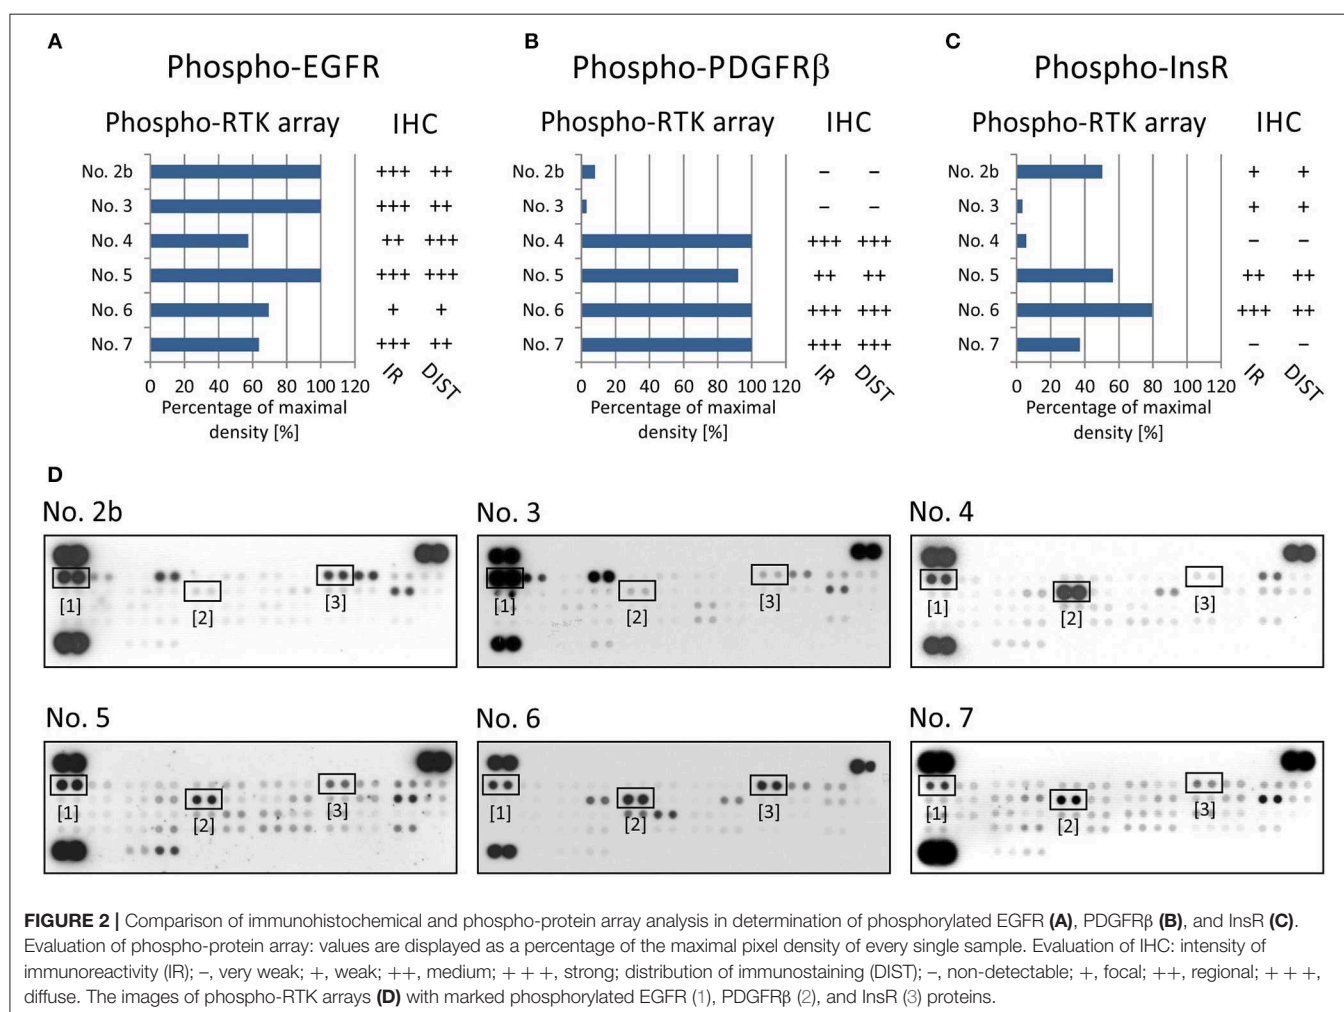 A
Phospho-EGFR
Phospho-RTK array IHC
No. 2b +++ ++
No. 3 +++ ++
No. 4 ++ +++
No. 5 +++ +++
No. 6 + +
No. 7 +++ ++
0 20 40 60 80 100 120 IR DIST
Percentage of maximal
density [%]
B
Phospho-PDGFRβ
Phospho-RTK array IHC
No. 2b – –
No. 3 – –
No. 4 +++ +++
No. 5 ++ ++
No. 6 +++ +++
No. 7 +++ +++
0 20 40 60 80 100 120 IR DIST
Percentage of maximal
density [%]
C
Phospho-InsR
Phospho-RTK array IHC
No. 2b + +
No. 3 + +
No. 4 – –
No. 5 ++ ++
No. 6 +++ ++
No. 7 – –
0 20 40 60 80 100 120 IR DIST
Percentage of maximal
density [%]
D
No. 2b
[1] [2] [3]
No. 3
[1] [2] [3]
No. 4
[1] [2] [3]
No. 5
[1] [2] [3]
No. 6
[1] [2] [3]
No. 7
[1] [2] [3]
FIGURE 2 | Comparison of immunohistochemical and phospho-protein array analysis in determination of phosphorylated EGFR (A), PDGFRβ (B), and InsR (C).
Evaluation of phospho-protein array: values are displayed as a percentage of the maximal pixel density of every single sample. Evaluation of IHC: intensity of
immunoreactivity (IR); –, very weak; +, weak; ++, medium; + + +, strong; distribution of immunostaining (DIST); –, non-detectable; +, focal; ++, regional; + + +,
diffuse. The images of phospho-RTK arrays (D) with marked phosphorylated EGFR (1), PDGFRβ (2), and InsR (3) proteins.